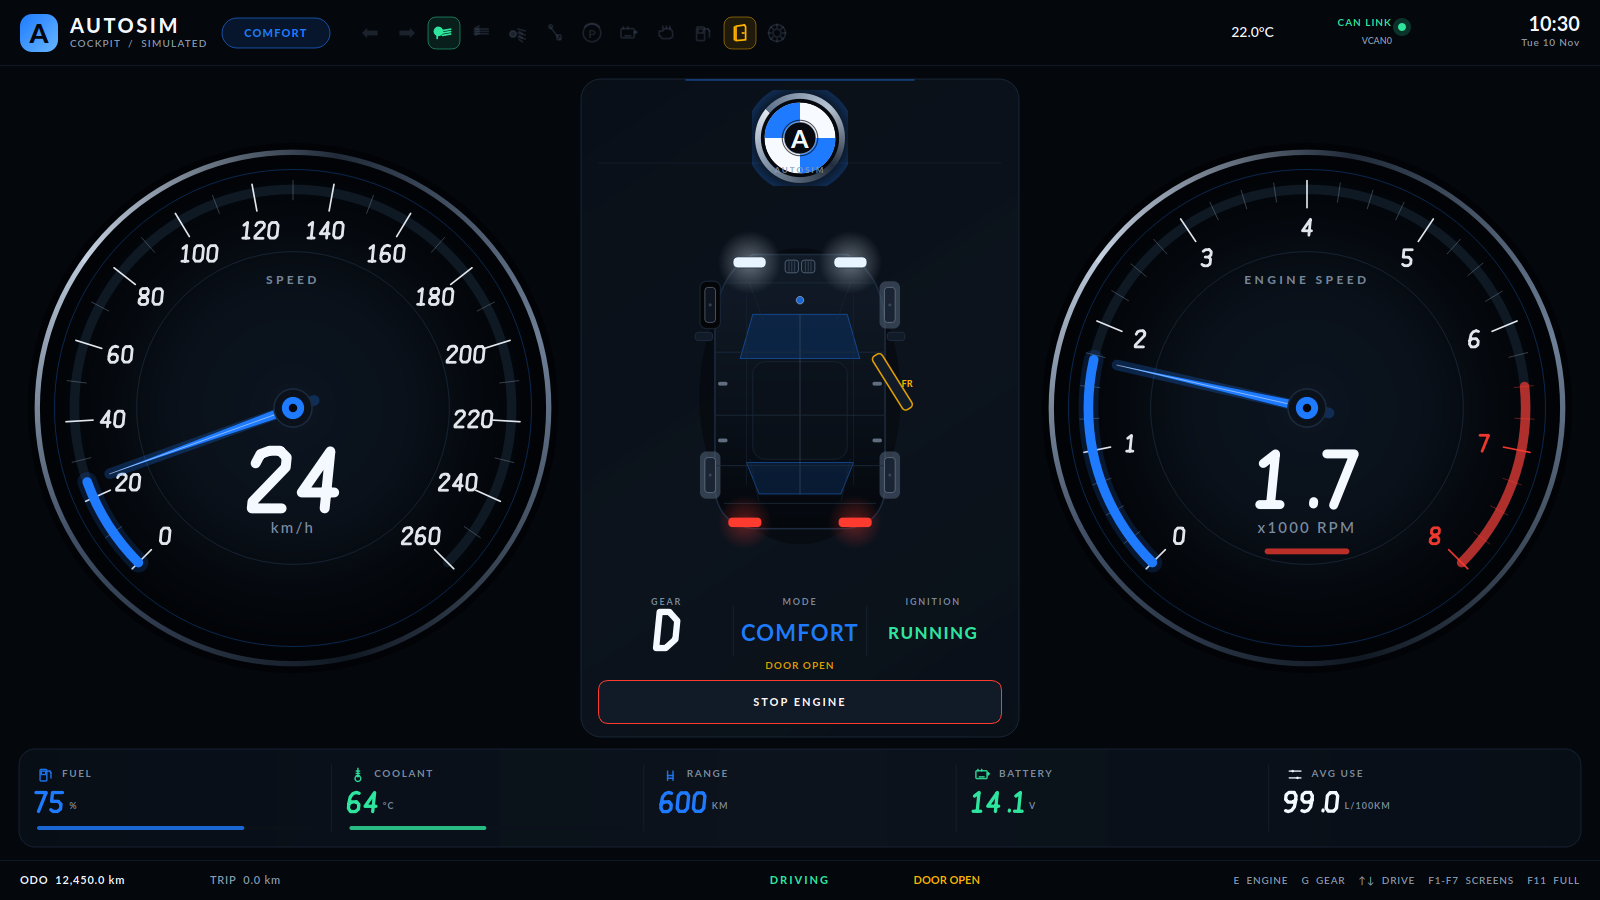 A AUTOSIM
COCKPIT / SIMULATED
COMFORT
P
22.0°C
CAN LINK
VCAN0
10:30
Tue 10 Nov
A
AUTOSIM
0
20
40
60
80
100
120
140
160
180
200
220
240
260
SPEED
24
km/h
FR
GEAR
D
MODE
COMFORT
IGNITION
RUNNING
DOOR OPEN
STOP ENGINE
0
1
2
3
4
5
6
7
8
ENGINE SPEED
1.7
x1000 RPM
FUEL
75 %
COOLANT
64 °C
RANGE
600 KM
BATTERY
14.1 V
AVG USE
99.0 L/100KM
ODO 12,450.0 km
TRIP 0.0 km
DRIVING
DOOR OPEN
E ENGINE G GEAR ↑↓ DRIVE F1-F7 SCREENS F11 FULL